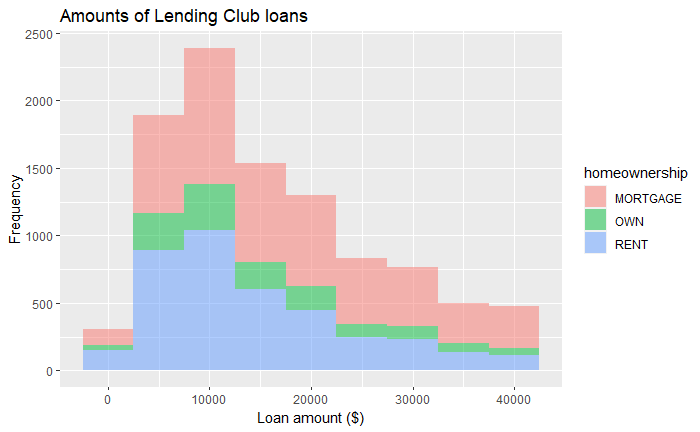 Amounts of Lending Club loans
2500
2000
1500
1000
500
0
Frequency
0 10000 20000 30000 40000
Loan amount ($)
homeownership
MORTGAGE
OWN
RENT